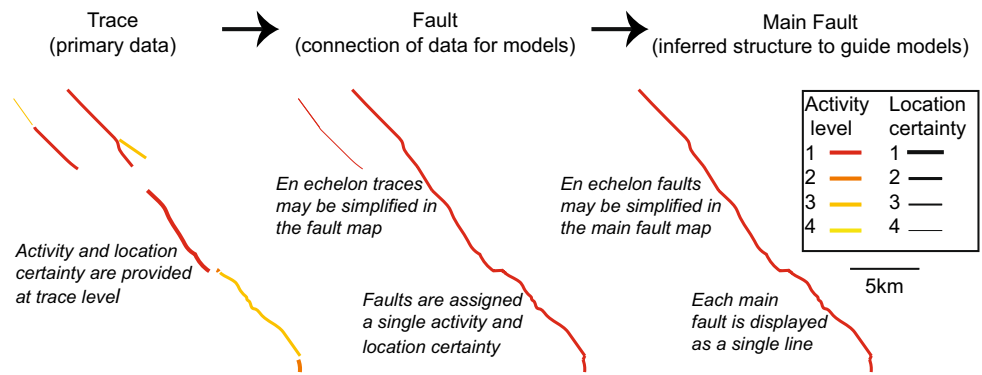 Trace
(primary data)
Fault
(connection of data for models)
Main Fault
(inferred structure to guide models)
Activity level
Location certainty
1
1
2
2
3
3
4
4
5km
Activity and location
certainty are provided
at trace level
En echelon traces
may be simplified in
the fault map
Faults are assigned
a single activity and
location certainty
En echelon faults
may be simplified in
the main fault map
Each main
fault is displayed
as a single line